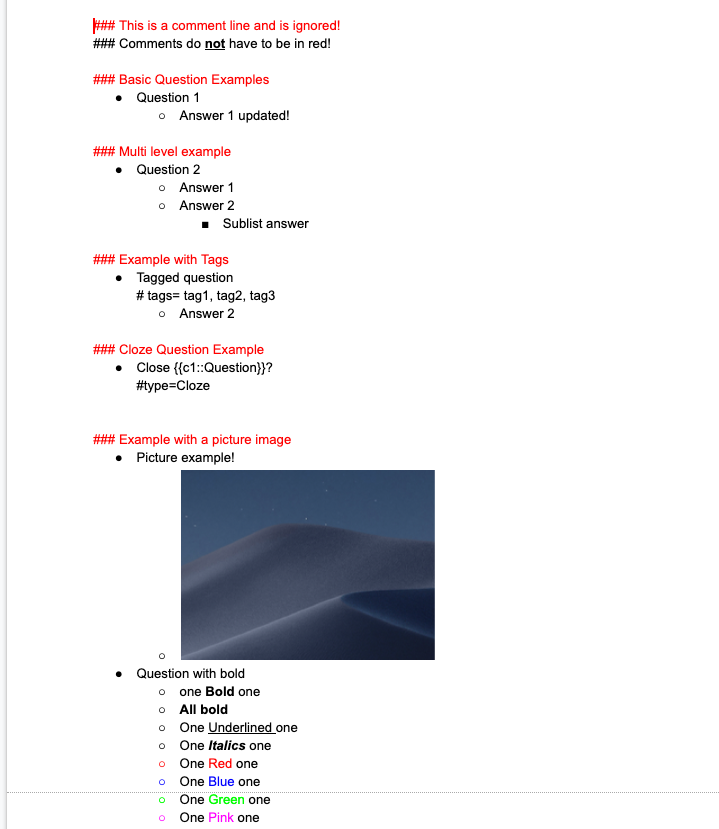 ### This is a comment line and is ignored!
### Comments do not have to be in red!
### Basic Question Examples
● Question 1
○ Answer 1 updated!
### Multi level example
● Question 2
○ Answer 1
○ Answer 2
■ Sublist answer
### Example with Tags
● Tagged question
# tags= tag1, tag2, tag3
○ Answer 2
### Cloze Question Example
● Close {{c1::Question}}?
#type=Cloze
### Example with a picture image
● Picture example!
○
● Question with bold
○ one Bold one
○ All bold
○ One Underlined one
○ One Italics one
○ One Red one
○ One Blue one
○ One Green one
○ One Pink one